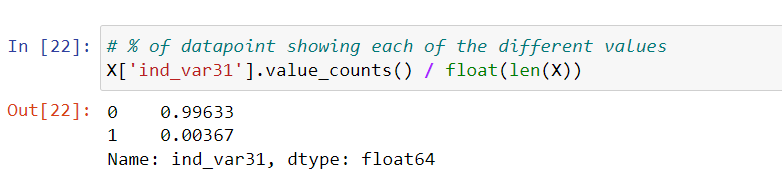 In [22]: # % of datapoint showing each of the different values
X['ind_var31'].value_counts() / float(len(X))
Out[22]: 0    0.99633
1    0.00367
Name: ind_var31, dtype: float64